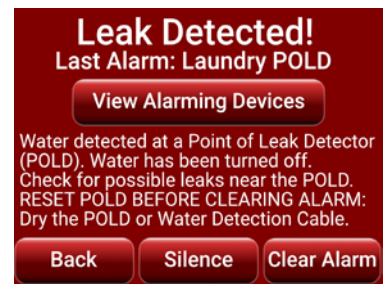 Leak Detected!
Last Alarm: Laundry POLD
View Alarming Devices
Water detected at a Point of Leak Detector
(POLD). Water has been turned off.
Check for possible leaks near the POLD.
RESET POLD BEFORE CLEARING ALARM:
Dry the POLD or Water Detection Cable.
Back
Silence
Clear Alarm